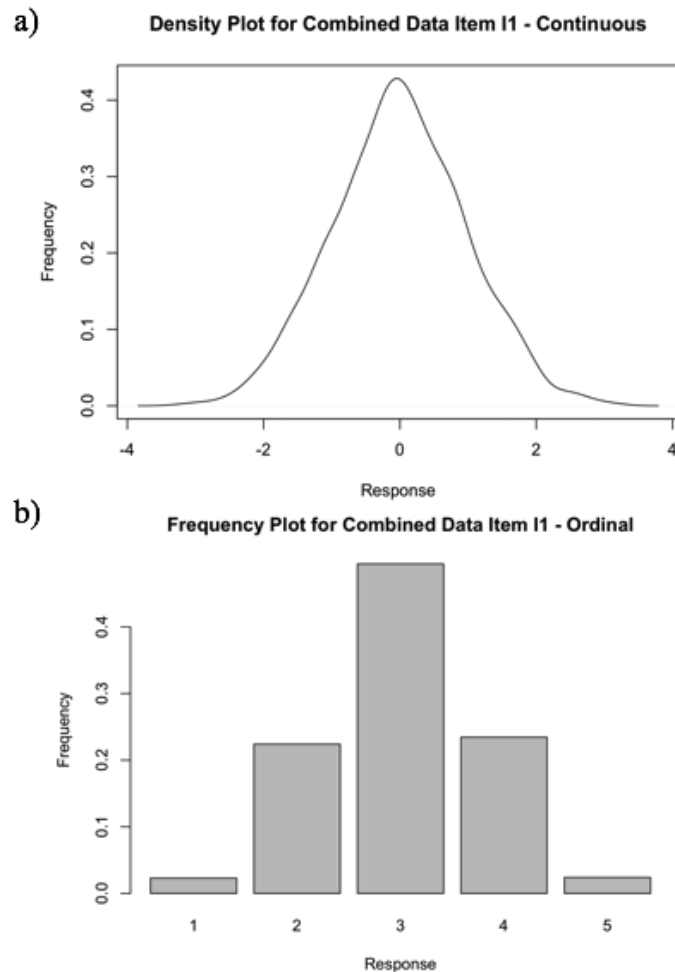 a)
Density Plot for Combined Data Item I1 - Continuous
Frequency
0.4
0.3
0.2
0.1
0.0
-4 -2 0 2 4
Response
b)
Frequency Plot for Combined Data Item I1 - Ordinal
Frequency
0.4
0.3
0.2
0.1
0.0
1 2 3 4 5
Response